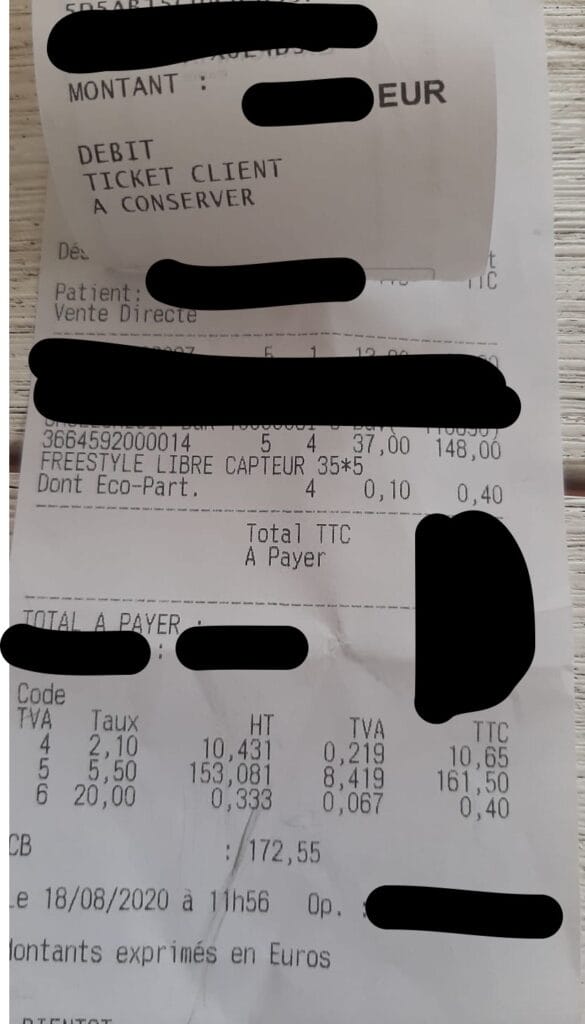 MONTANT :
EUR
DEBIT
TICKET CLIENT
A CONSERVER
TTC
Patient:
Vente Directe
5 1
3664592000014 5 4 37,00 148,00
FREESTYLE LIBRE CAPTEUR 35*5
Dont Eco-Part. 4 0,10 0,40
Total TTC
A Payer
TOTAL A PAYER :
:
Code
TVA Taux HT TVA TTC
4 2,10 10,431 0,219 10,65
5 5,50 153,081 8,419 161,50
6 20,00 0,333 0,067 0,40
CB : 172,55
Le 18/08/2020 à 11h56 Op. :
Montants exprimés en Euros